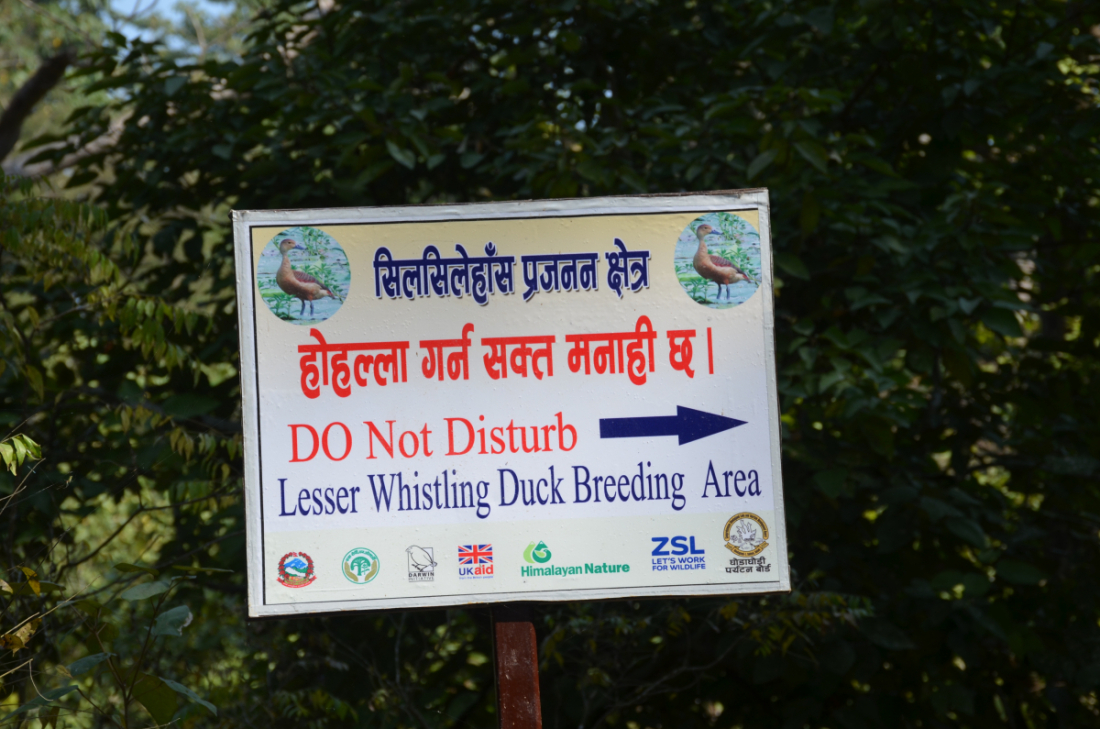 सिलसिलेहाँस प्रजनन क्षेत्र
होहल्ला गर्न सक्त मनाही छ ।
DO Not Disturb
Lesser Whistling Duck Breeding Area
DARWIN
UKaid
Himalayan Nature
ZSL
LET'S WORK
FOR WILDLIFE
घोडाघोडी
पर्यटन बोर्ड